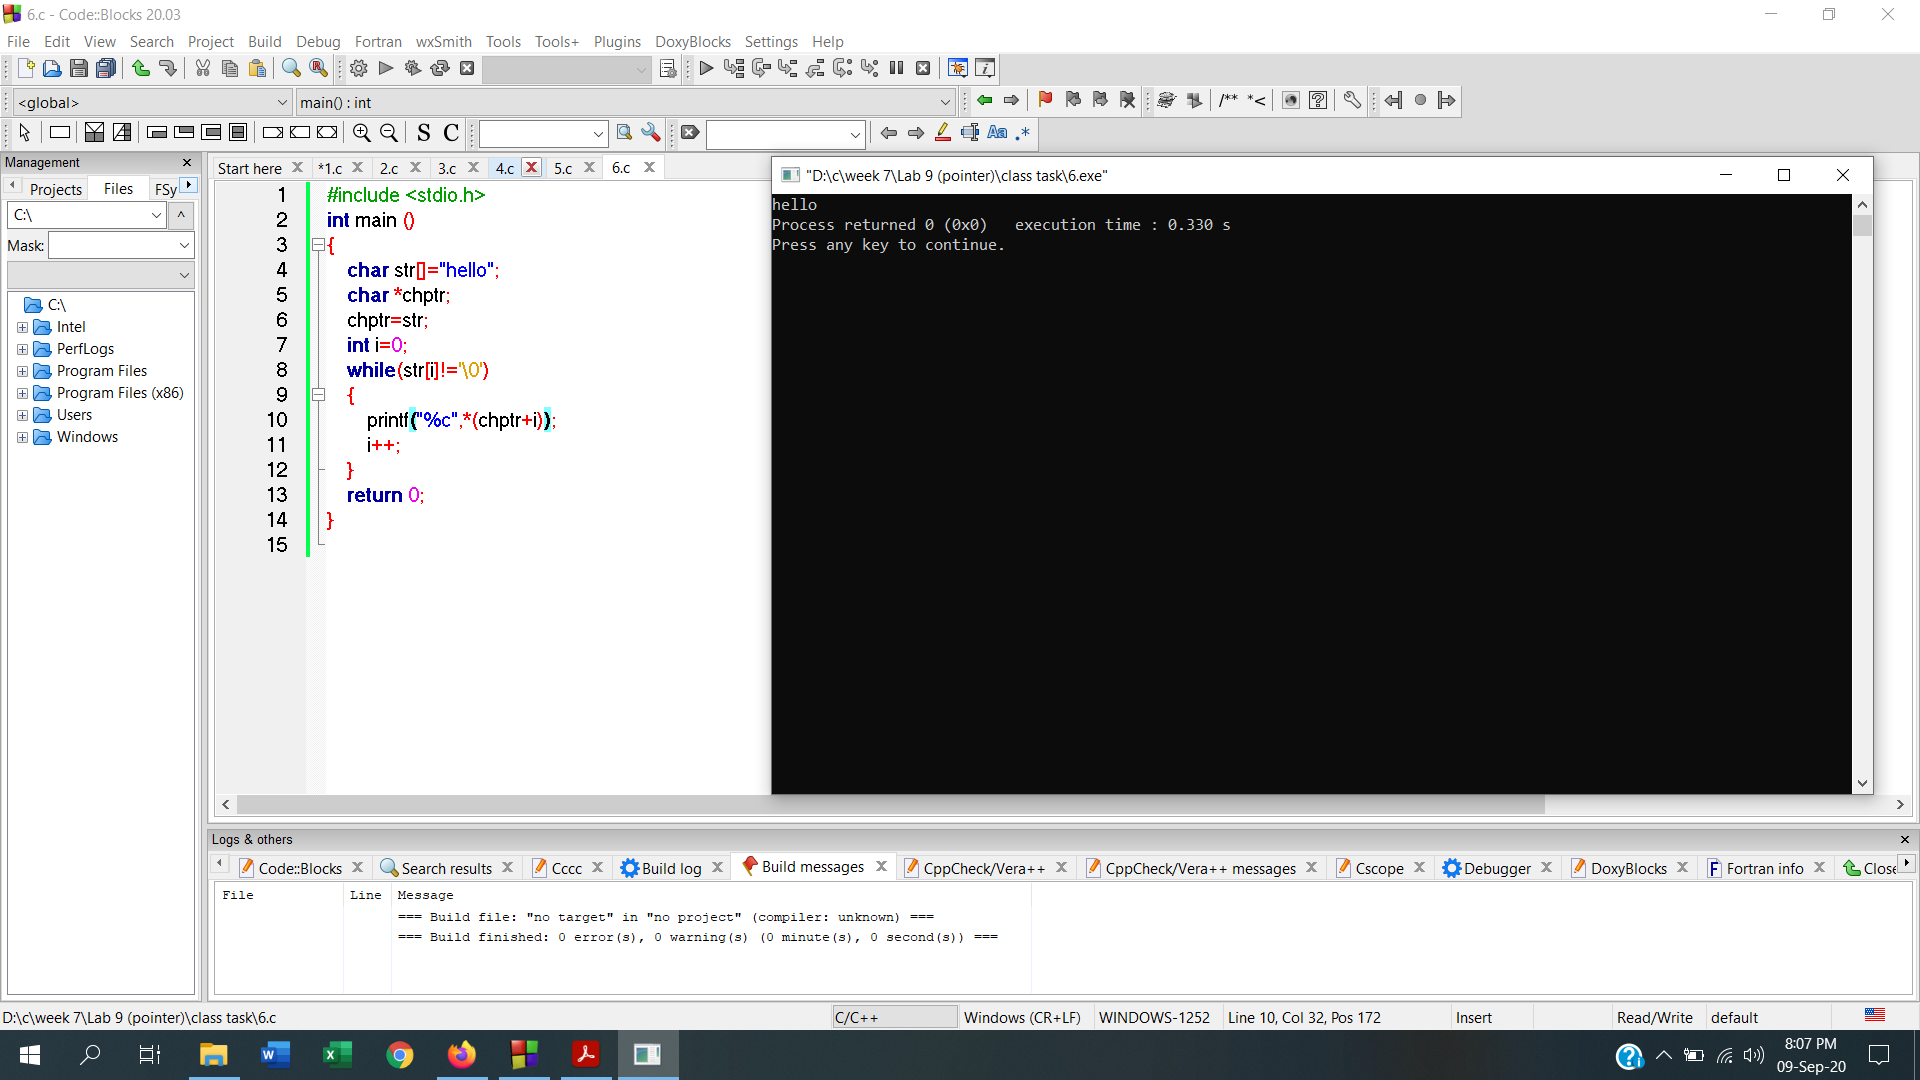 6.c - Code::Blocks 20.03
File Edit View Search Project Build Debug Fortran wxSmith Tools Tools+ Plugins DoxyBlocks Settings Help
<global> main() : int
/** *<
S C
Aa .*
Management
Projects Files FSy
C:\
Mask:
C:\
Intel
PerfLogs
Program Files
Program Files (x86)
Users
Windows
Start here *1.c 2.c 3.c 4.c 5.c 6.c
1 #include <stdio.h>
2 int main ()
3 {
4 char str[]="hello";
5 char *chptr;
6 chptr=str;
7 int i=0;
8 while(str[i]!='\0')
9 {
10 printf("%c",*(chptr+i));
11 i++;
12 }
13 return 0;
14 }
15
"D:\c\week 7\Lab 9 (pointer)\class task\6.exe"
hello
Process returned 0 (0x0)   execution time : 0.330 s
Press any key to continue.
Logs & others
Code::Blocks Search results Cccc Build log Build messages CppCheck/Vera++ CppCheck/Vera++ messages Cscope Debugger DoxyBlocks Fortran info Close
File Line Message
=== Build file: "no target" in "no project" (compiler: unknown) ===
=== Build finished: 0 error(s), 0 warning(s) (0 minute(s), 0 second(s)) ===
D:\c\week 7\Lab 9 (pointer)\class task\6.c C/C++ Windows (CR+LF) WINDOWS-1252 Line 10, Col 32, Pos 172 Insert Read/Write default
8:07 PM
09-Sep-20